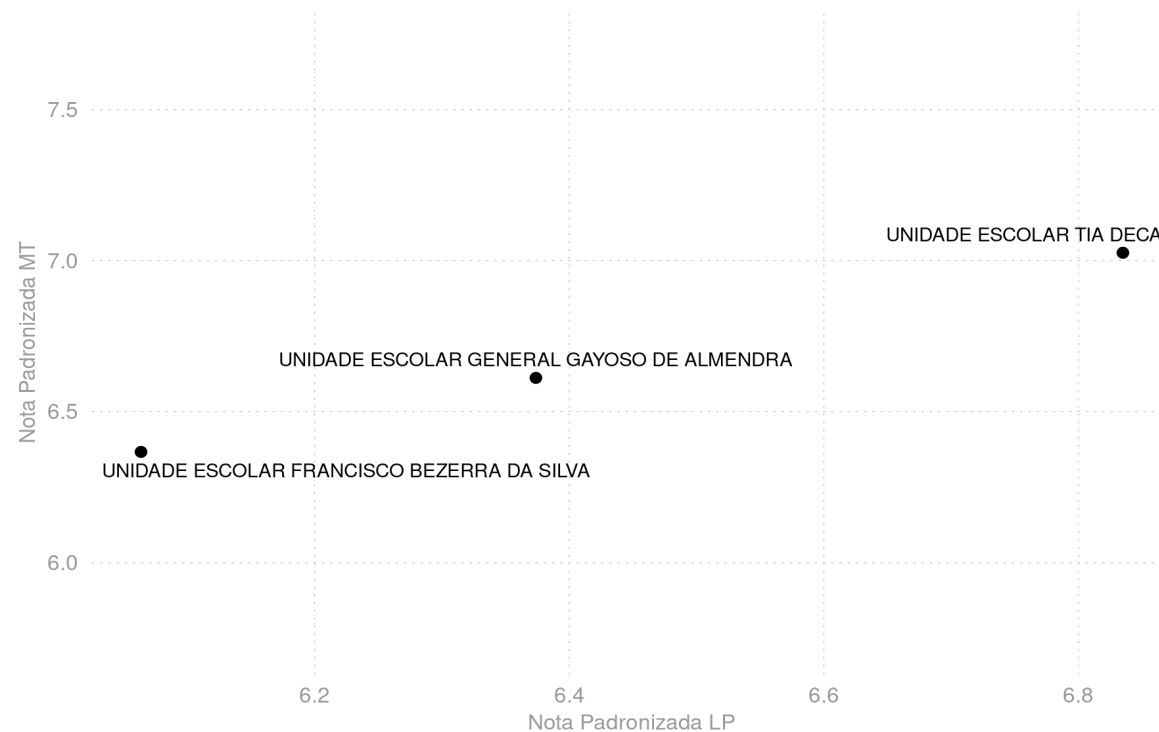 7.5
UNIDADE ESCOLAR TIA DECA
7.0
Nota Padronizada MT
UNIDADE ESCOLAR GENERAL GAYOSO DE ALMENDRA
6.5
UNIDADE ESCOLAR FRANCISCO BEZERRA DA SILVA
6.0
6.2 6.4 6.6 6.8
Nota Padronizada LP